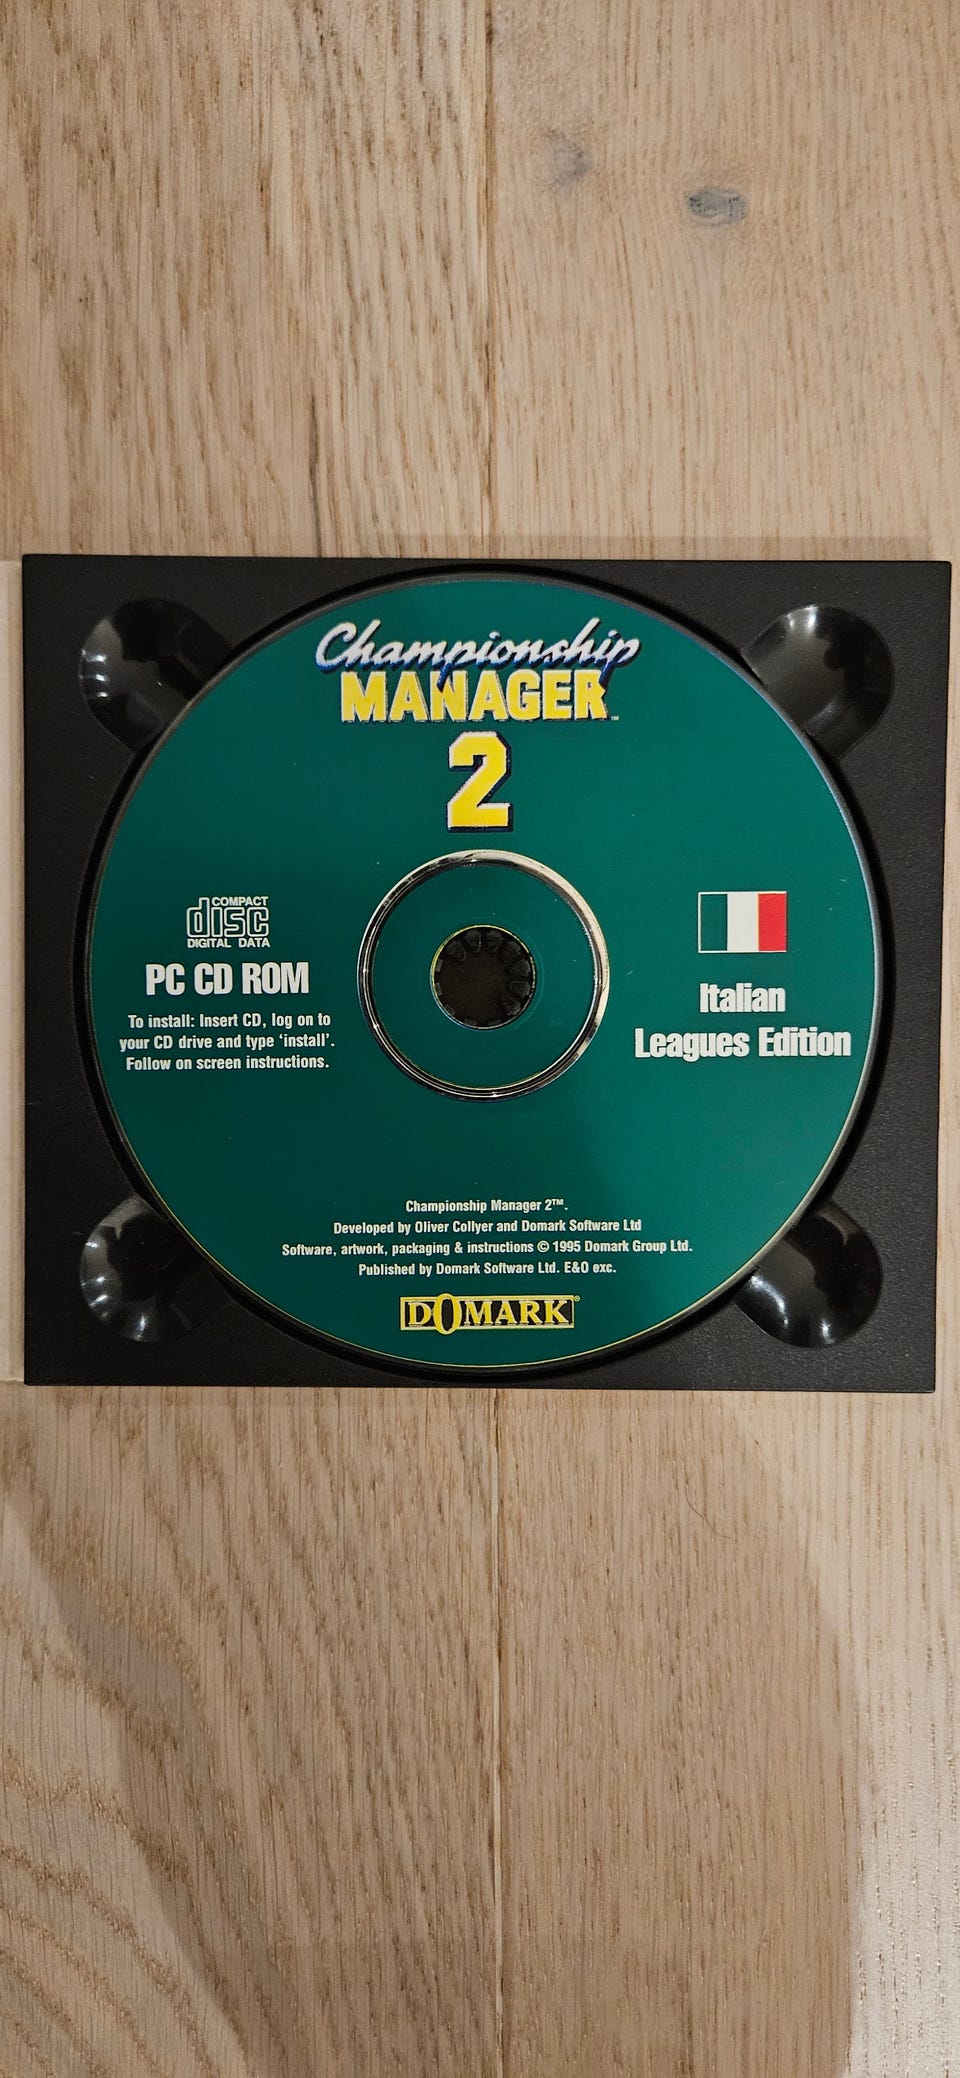 Championship
MANAGER™
2
COMPACT
disc
DIGITAL DATA
PC CD ROM
To install: Insert CD, log on to
your CD drive and type ‘install’.
Follow on screen instructions.
Italian
Leagues Edition
Championship Manager 2™.
Developed by Oliver Collyer and Domark Software Ltd
Software, artwork, packaging & instructions © 1995 Domark Group Ltd.
Published by Domark Software Ltd. E&O exc.
DOMARK®